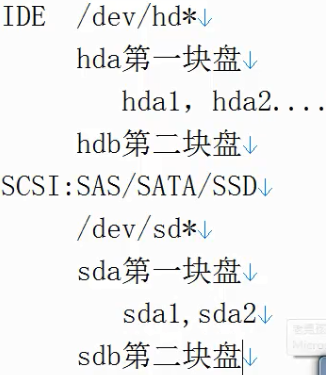 IDE /dev/hd*↓
hda第一块盘↓
hda1, hda2....
hdb第二块盘↓
SCSI:SAS/SATA/SSD↓
/dev/sd*↓
sda第一块盘↓
sda1,sda2↓
sdb第二块盘↓